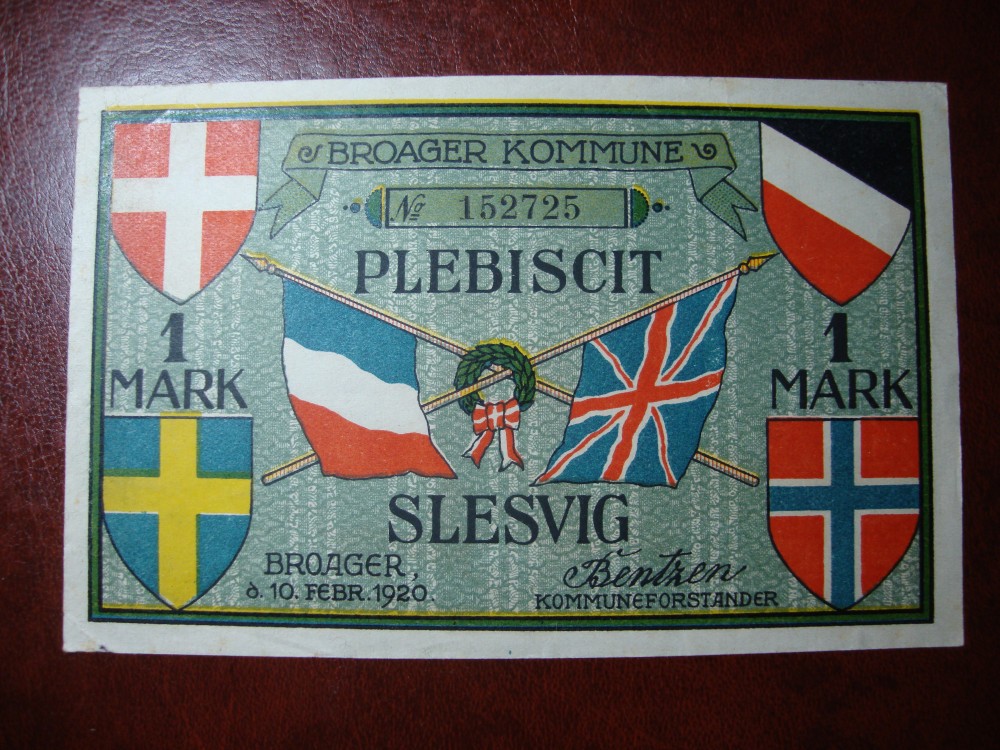 BROAGER KOMMUNE
№ 152725
PLEBISCIT
1
MARK
1
MARK
SLESVIG
BROAGER,
d. 10. FEBR. 1920.
Bentzen
KOMMUNEFORSTANDER